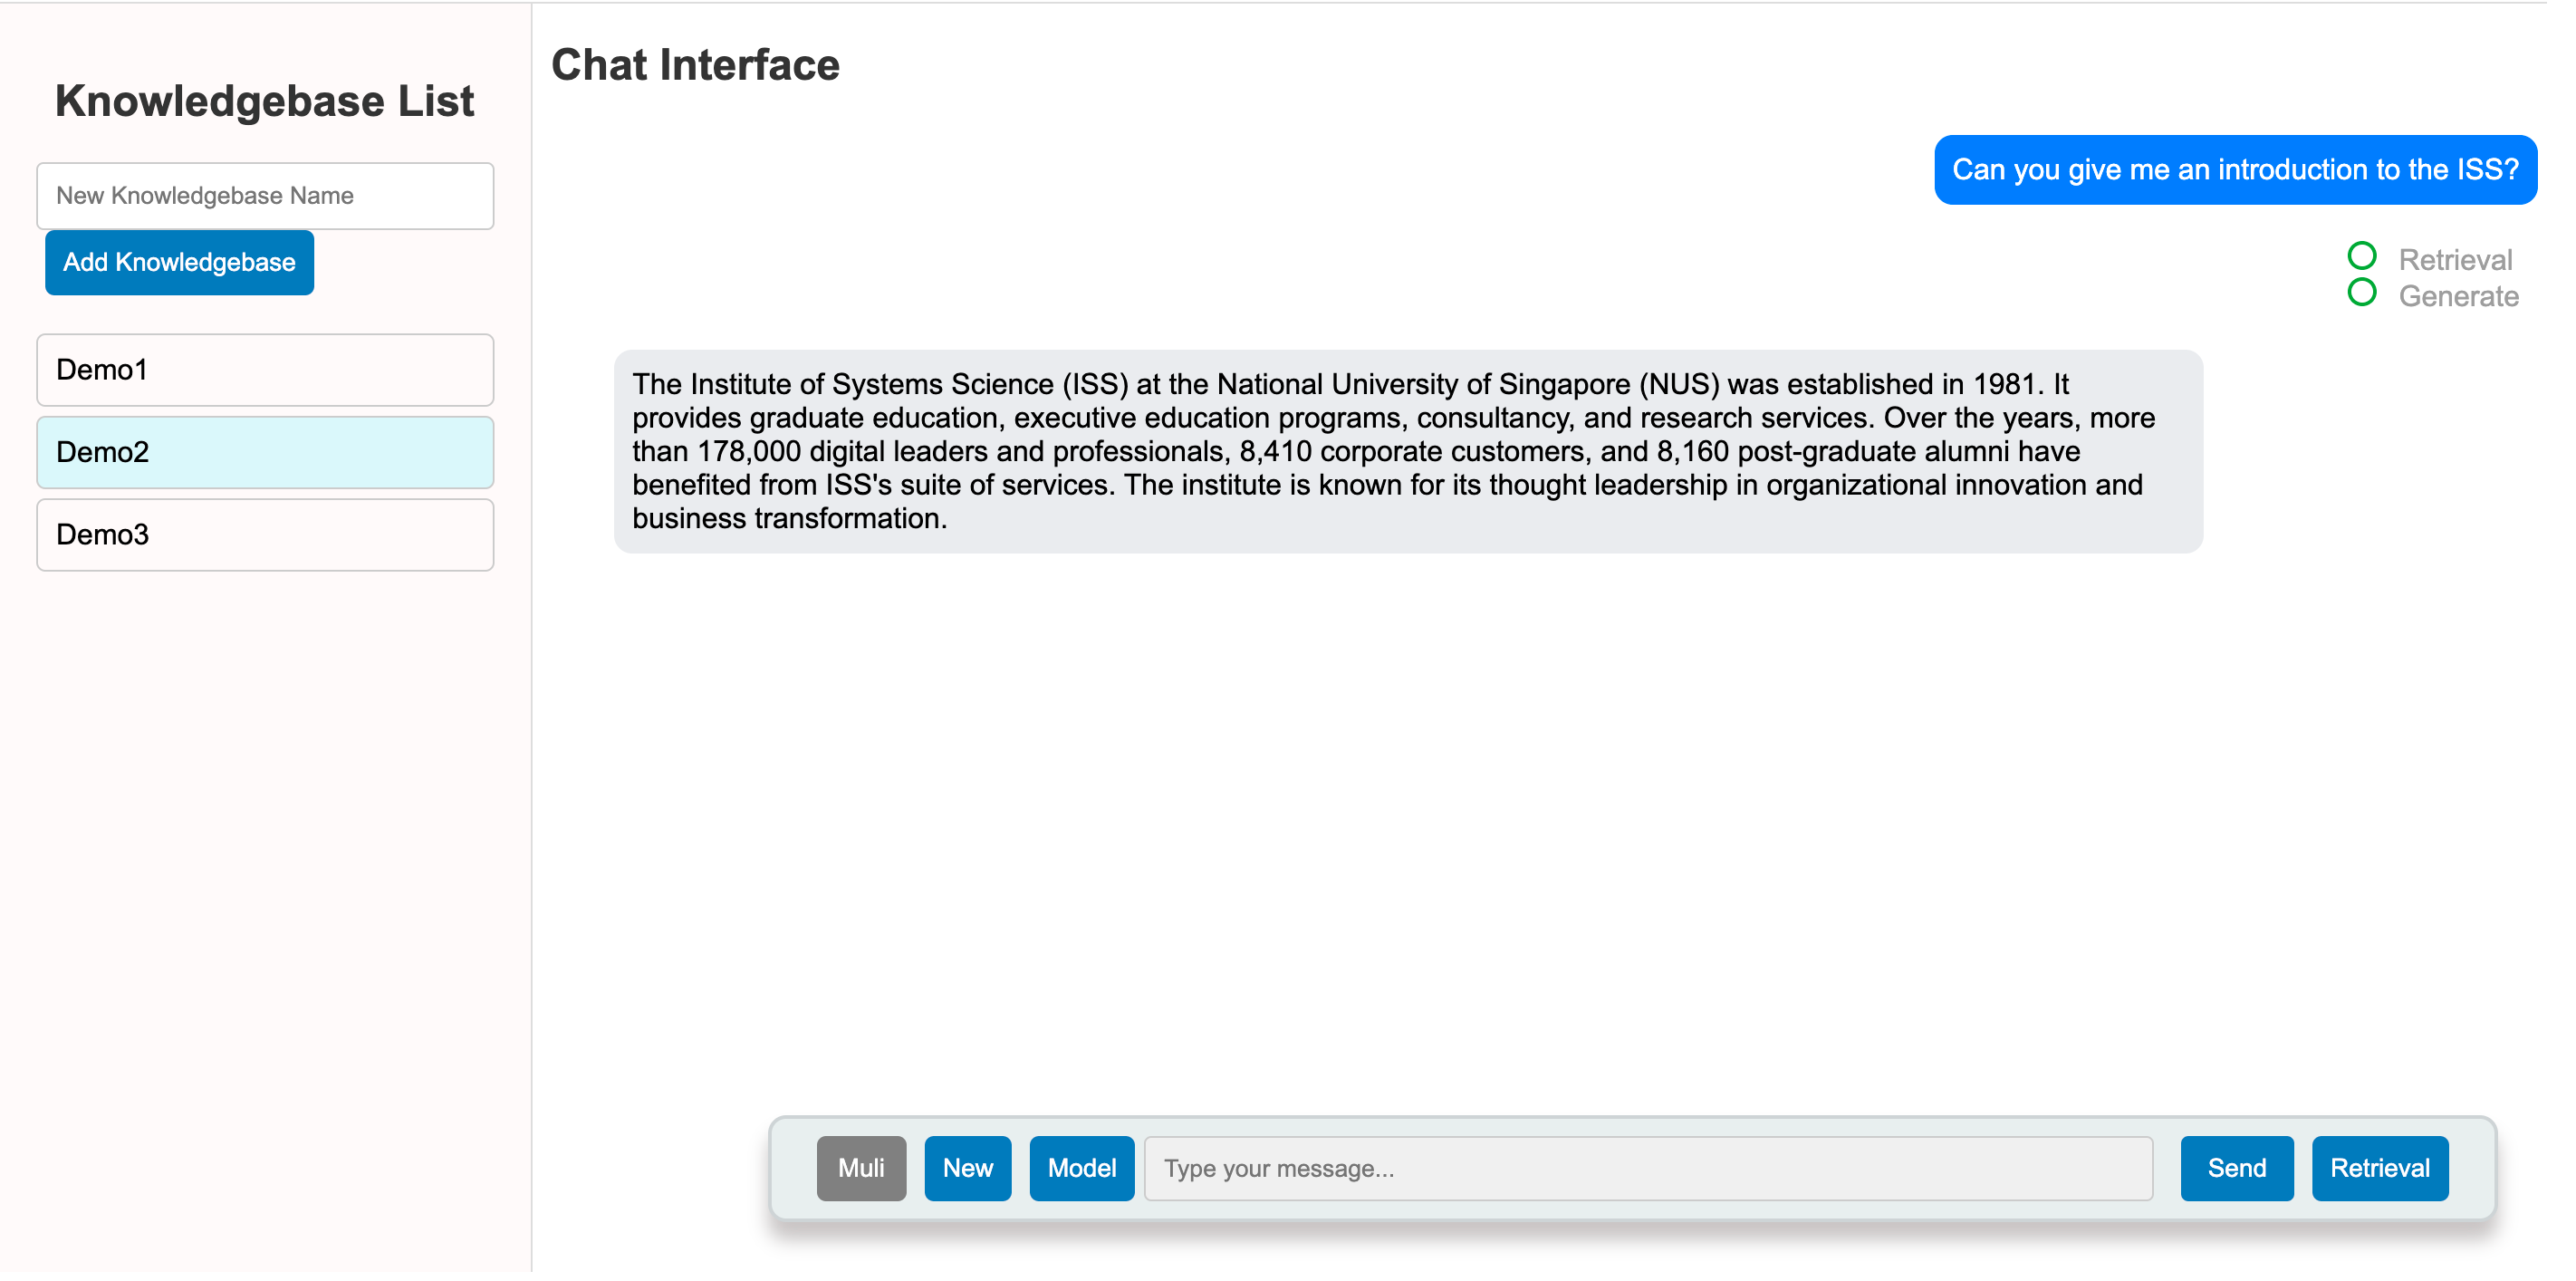 Knowledgebase List
New Knowledgebase Name
Add Knowledgebase
Demo1
Demo2
Demo3
Chat Interface
Can you give me an introduction to the ISS?
Retrieval
Generate
The Institute of Systems Science (ISS) at the National University of Singapore (NUS) was established in 1981. It
provides graduate education, executive education programs, consultancy, and research services. Over the years, more
than 178,000 digital leaders and professionals, 8,410 corporate customers, and 8,160 post-graduate alumni have
benefited from ISS's suite of services. The institute is known for its thought leadership in organizational innovation and
business transformation.
Muli
New
Model
Type your message...
Send
Retrieval